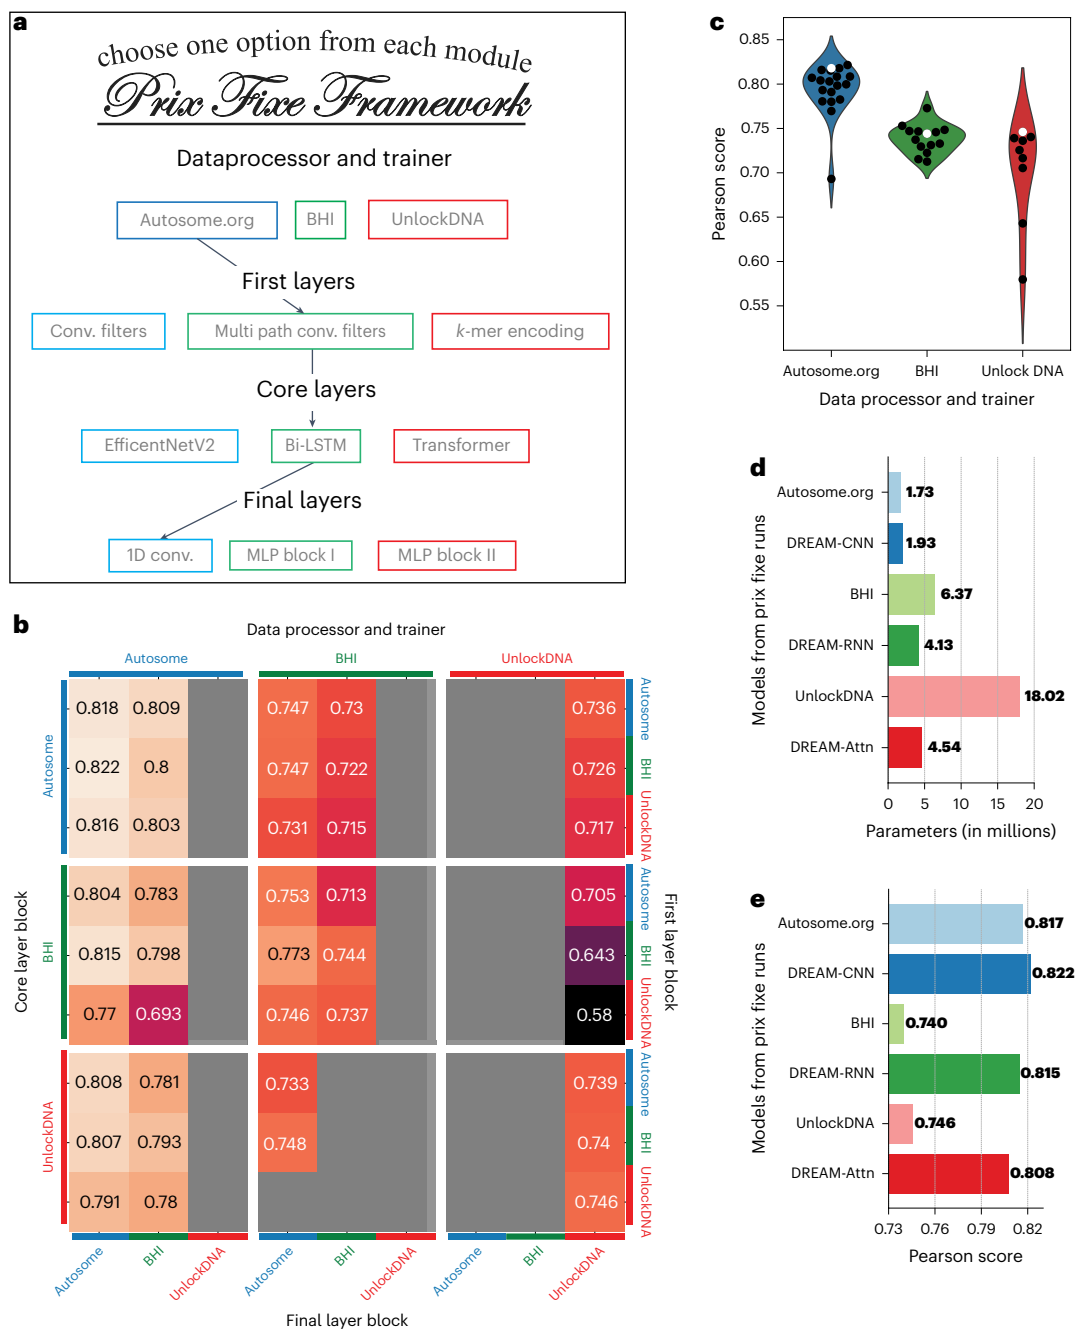 a
choose one option from each module
Prix Fixe Framework
Dataprocessor and trainer
Autosome.org
BHI
UnlockDNA
First layers
Conv. filters
Multi path conv. filters
k-mer encoding
Core layers
EfficentNetV2
Bi-LSTM
Transformer
Final layers
1D conv.
MLP block I
MLP block II
b
Data processor and trainer
Autosome
BHI
UnlockDNA
Core layer block
Autosome
BHI
UnlockDNA
0.818 0.809 0.747 0.73 0.736
0.822 0.8 0.747 0.722 0.726
0.816 0.803 0.731 0.715 0.717
0.804 0.783 0.753 0.713 0.705
0.815 0.798 0.773 0.744 0.643
0.77 0.693 0.746 0.737 0.58
0.808 0.781 0.733 0.739
0.807 0.793 0.748 0.74
0.791 0.78 0.746
Autosome
BHI
UnlockDNA
Autosome
BHI
UnlockDNA
Autosome
BHI
UnlockDNA
First layer block
Autosome
BHI
UnlockDNA
Autosome
BHI
UnlockDNA
Autosome
BHI
UnlockDNA
Final layer block
c
Pearson score
0.85
0.80
0.75
0.70
0.65
0.60
0.55
Autosome.org
BHI
Unlock DNA
Data processor and trainer
d
Models from prix fixe runs
Autosome.org 1.73
DREAM-CNN 1.93
BHI 6.37
DREAM-RNN 4.13
UnlockDNA 18.02
DREAM-Attn 4.54
0 5 10 15 20
Parameters (in millions)
e
Models from prix fixe runs
Autosome.org 0.817
DREAM-CNN 0.822
BHI 0.740
DREAM-RNN 0.815
UnlockDNA 0.746
DREAM-Attn 0.808
0.73 0.76 0.79 0.82
Pearson score